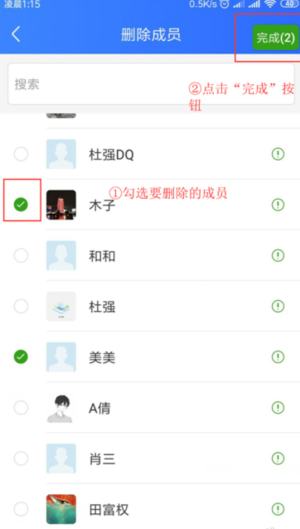 凌晨1:15
0.5K/s
删除成员
完成(2)
搜索
②点击“完成”按
钮
杜强DQ
①勾选要删除的成员
木子
和和
杜强
美美
A倩
肖三
田富权